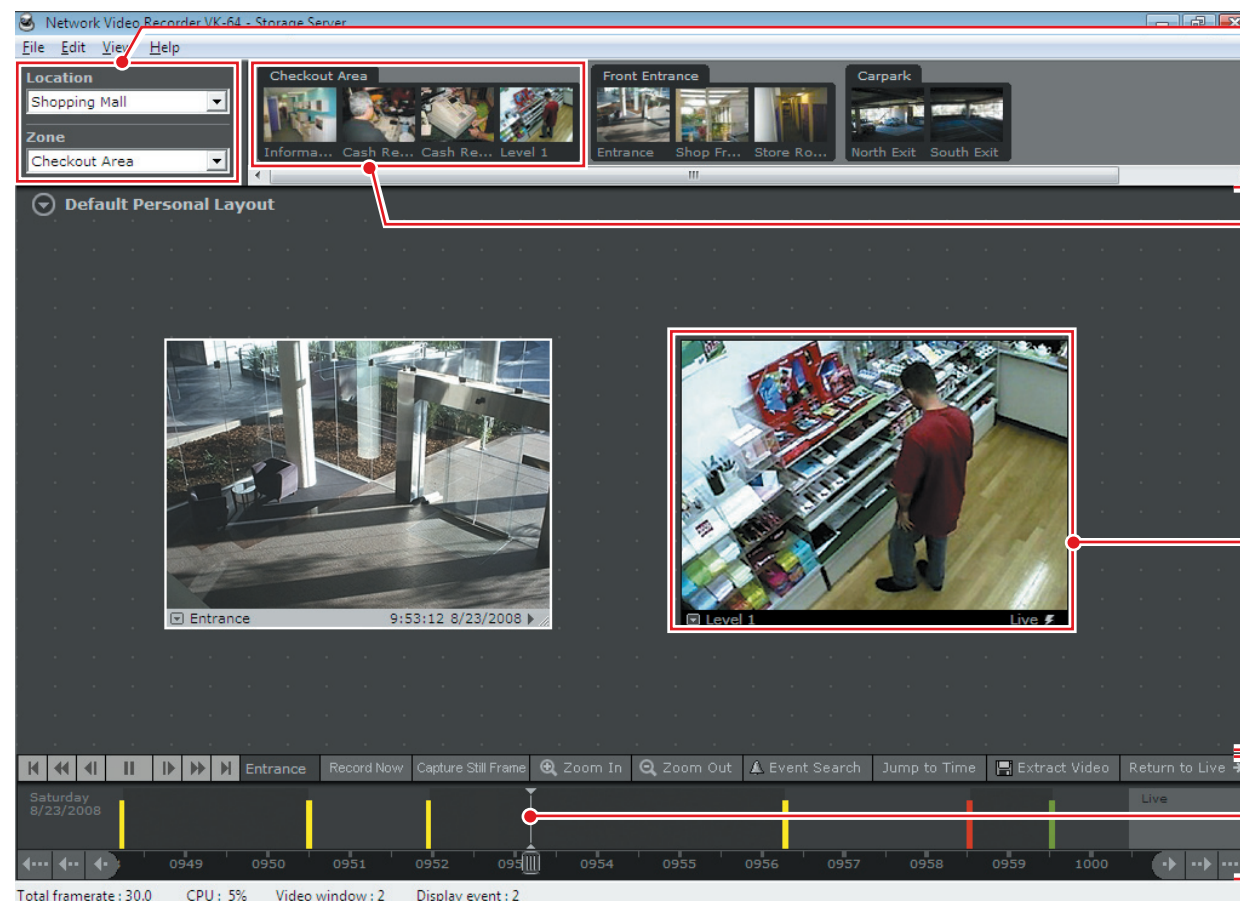 Network Video Recorder VK-64 - Storage Server
File Edit View Help
Location
Shopping Mall
Zone
Checkout Area
Checkout Area
Informa... Cash Re... Cash Re... Level 1
Front Entrance
Entrance Shop Fr... Store Ro...
Carpark
North Exit South Exit
Default Personal Layout
Entrance 9:53:12 8/23/2008
Level 1 Live
Entrance Record Now Capture Still Frame Zoom In Zoom Out Event Search Jump to Time Extract Video Return to Live
Saturday
8/23/2008
Live
0949 0950 0951 0952 0954 0955 0956 0957 0958 0959 1000
Total framerate : 30.0 CPU : 5% Video window : 2 Display event : 2